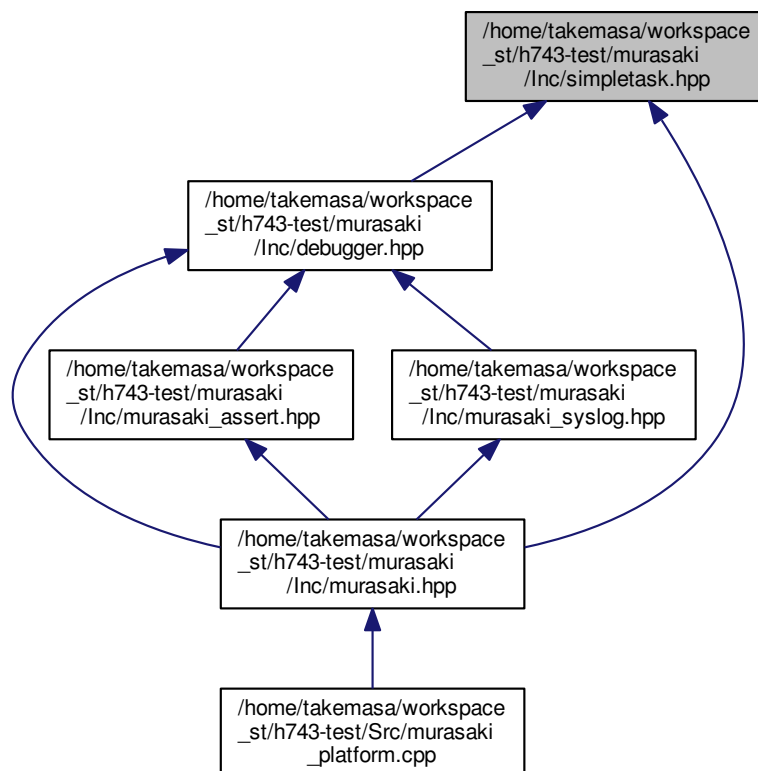 /home/takemasa/workspace
_st/h743-test/murasaki
/Inc/simpletask.hpp
/home/takemasa/workspace
_st/h743-test/murasaki
/Inc/debugger.hpp
/home/takemasa/workspace
_st/h743-test/murasaki
/Inc/murasaki_assert.hpp
/home/takemasa/workspace
_st/h743-test/murasaki
/Inc/murasaki_syslog.hpp
/home/takemasa/workspace
_st/h743-test/murasaki
/Inc/murasaki.hpp
/home/takemasa/workspace
_st/h743-test/Src/murasaki
_platform.cpp